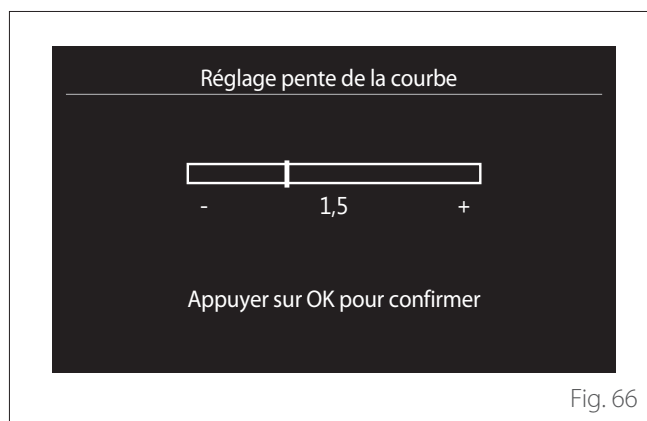 Réglage pente de la courbe
- 1,5 +
Appuyer sur OK pour confirmer
Fig. 66